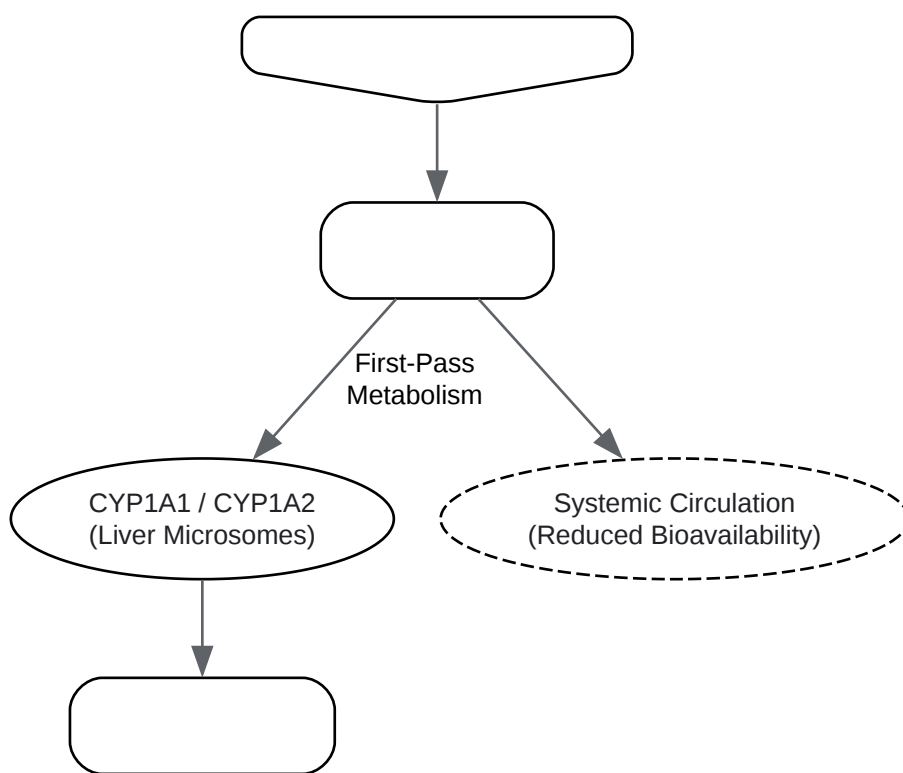 First-Pass
Metabolism
CYP1A1 / CYP1A2
(Liver Microsomes)
Systemic Circulation
(Reduced Bioavailability)